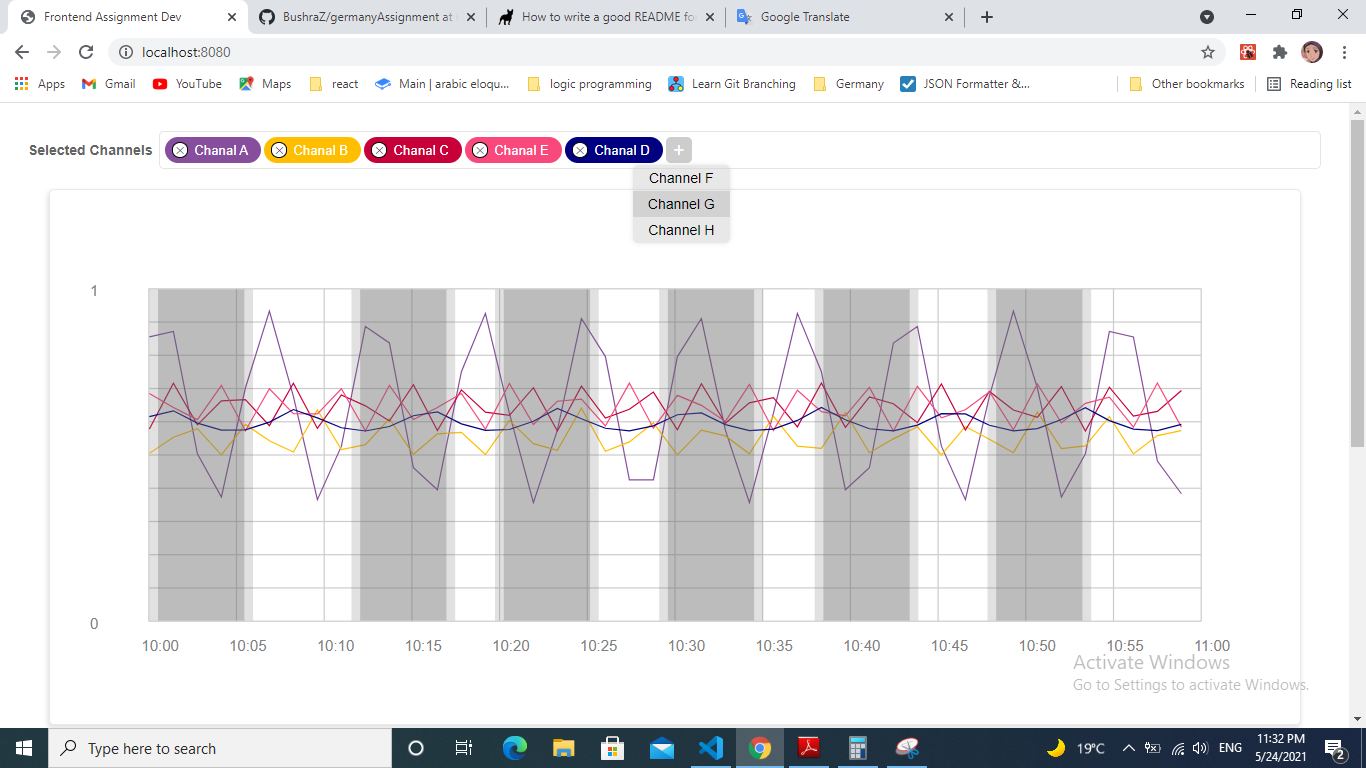 Frontend Assignment Dev
BushraZ/germanyAssignment at
How to write a good README fo
Google Translate
localhost:8080
Apps
Gmail
YouTube
Maps
react
Main | arabic eloqu...
logic programming
Learn Git Branching
Germany
JSON Formatter &...
Other bookmarks
Reading list
Selected Channels
Chanal A
Chanal B
Chanal C
Chanal E
Chanal D
+
Channel F
Channel G
Channel H
1
0
10:00 10:05 10:10 10:15 10:20 10:25 10:30 10:35 10:40 10:45 10:50 10:55 11:00
Activate Windows
Go to Settings to activate Windows.
Type here to search
19°C
ENG
11:32 PM
5/24/2021
2